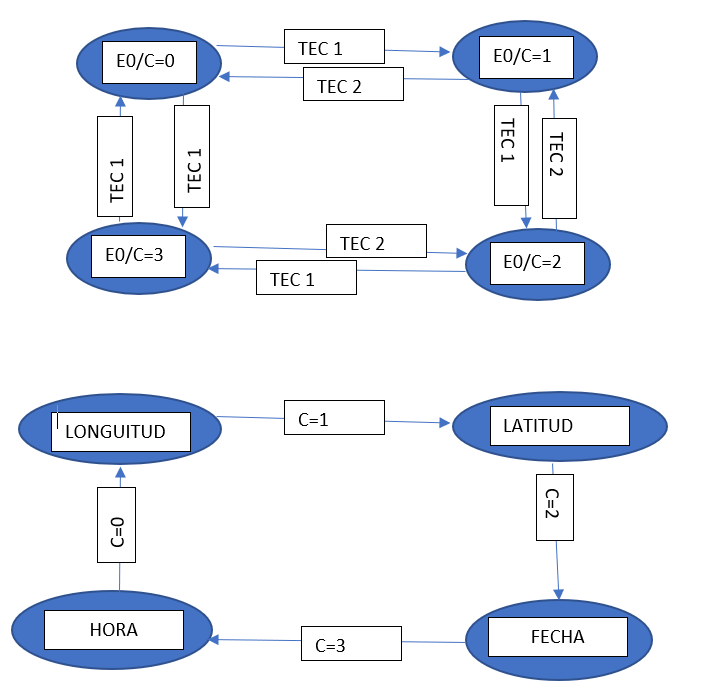 E0/C=0
TEC 1
E0/C=1
TEC 2
TEC 1
TEC 1
TEC 1
TEC 2
E0/C=3
TEC 2
E0/C=2
TEC 1
LONGUITUD
C=1
LATITUD
C=0
C=2
HORA
C=3
FECHA